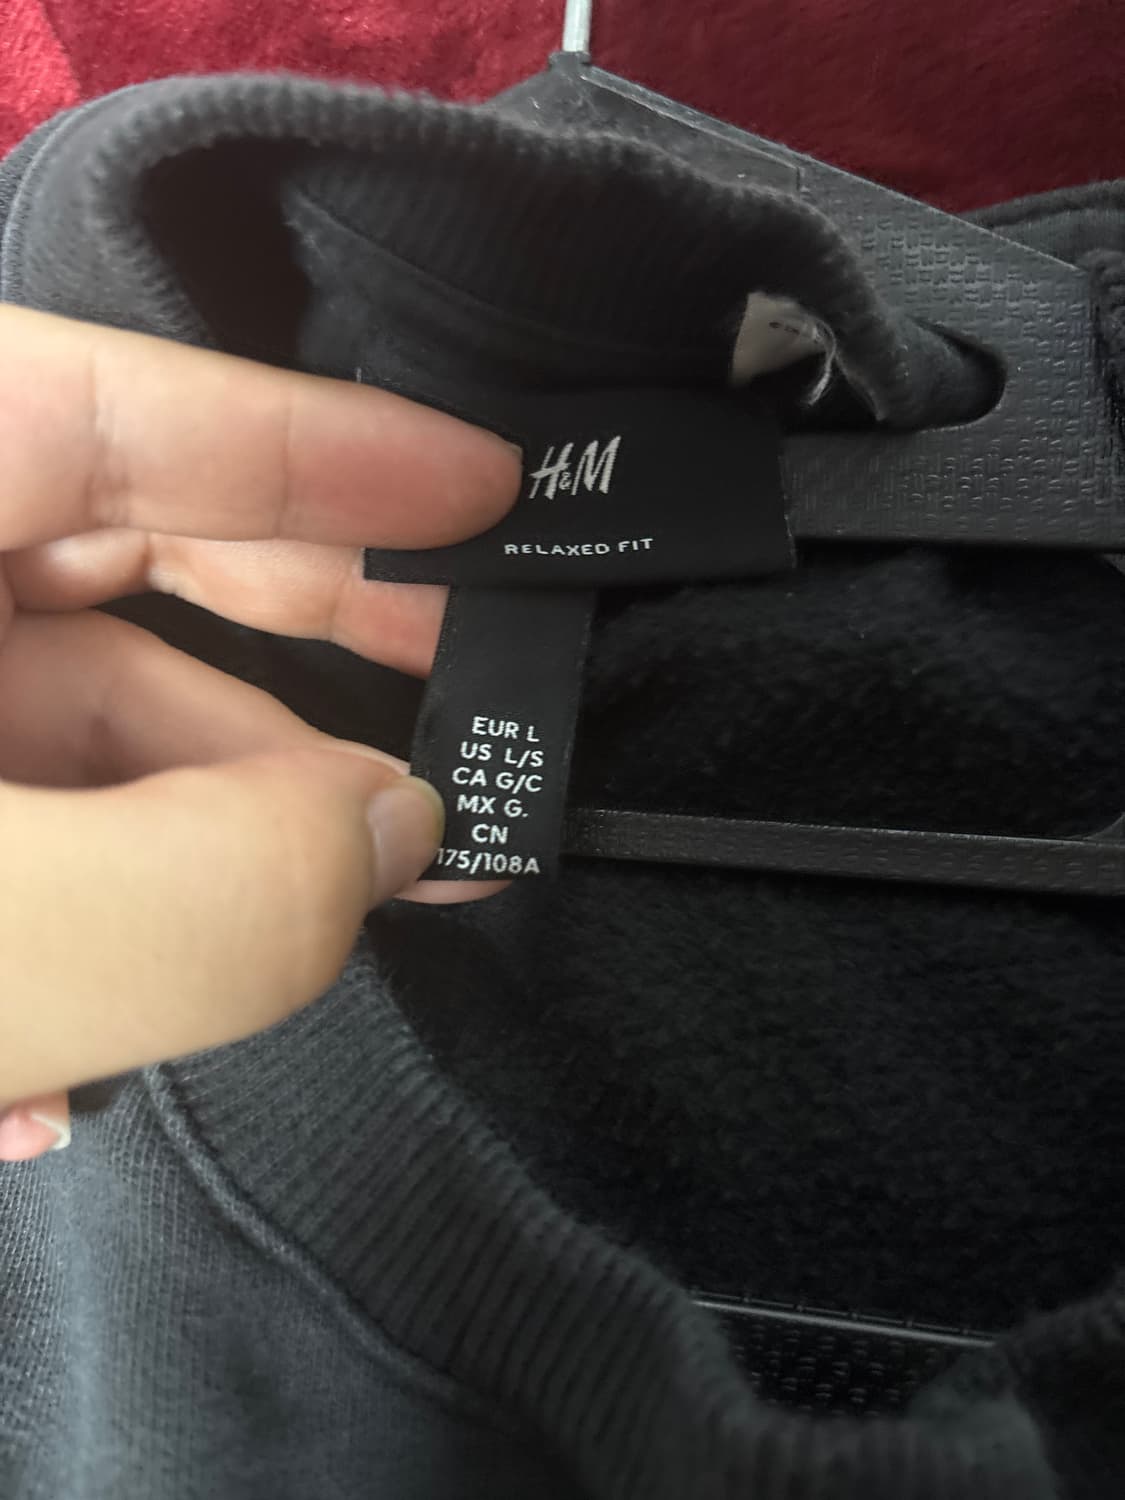 H&M
RELAXED FIT
EUR L
US L/S
CA G/C
MX G.
CN
175/108A